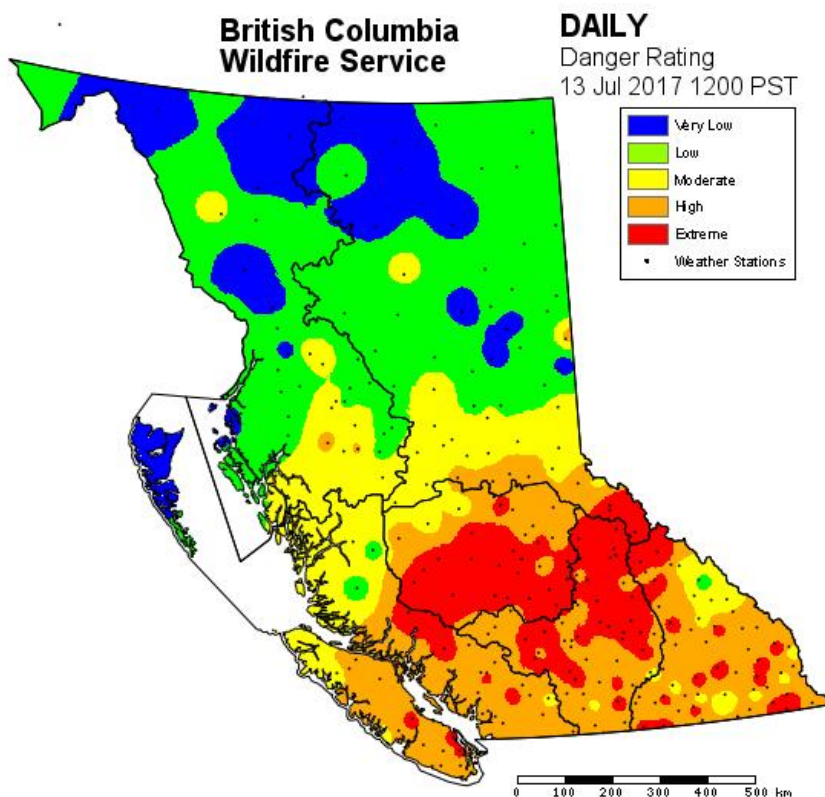 British Columbia
Wildfire Service
DAILY
Danger Rating
13 Jul 2017 1200 PST
Very Low
Low
Moderate
High
Extreme
Weather Stations
0 100 200 300 400 500 km